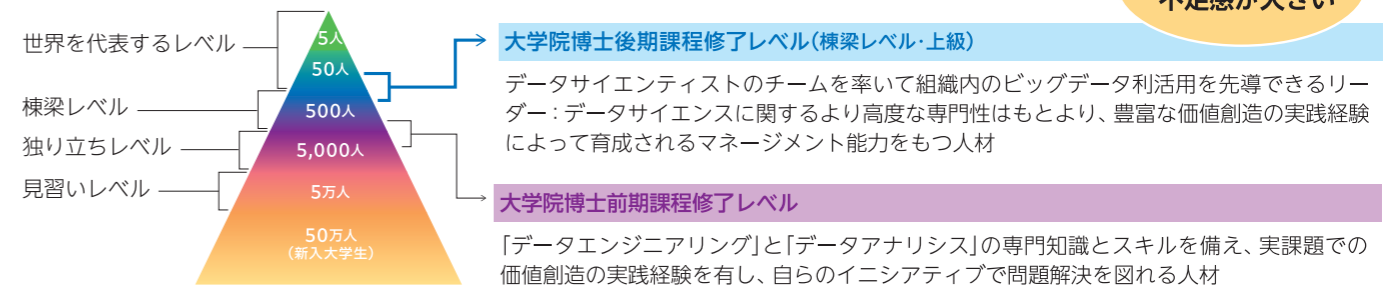 不足感が大きい
世界を代表するレベル
棟梁レベル
独り立ちレベル
見習いレベル
5人
50人
500人
5,000人
5万人
50万人
(新入大学生)
大学院博士後期課程修了レベル(棟梁レベル・上級)
データサイエンティストのチームを率いて組織内のビッグデータ利活用を先導できるリー
ダー：データサイエンスに関するより高度な専門性はもとより、豊富な価値創造の実践経験
によって育成されるマネージメント能力をもつ人材
大学院博士前期課程修了レベル
「データエンジニアリング」と「データアナリシス」の専門知識とスキルを備え、実課題での
価値創造の実践経験を有し、自らのイニシアティブで問題解決を図れる人材